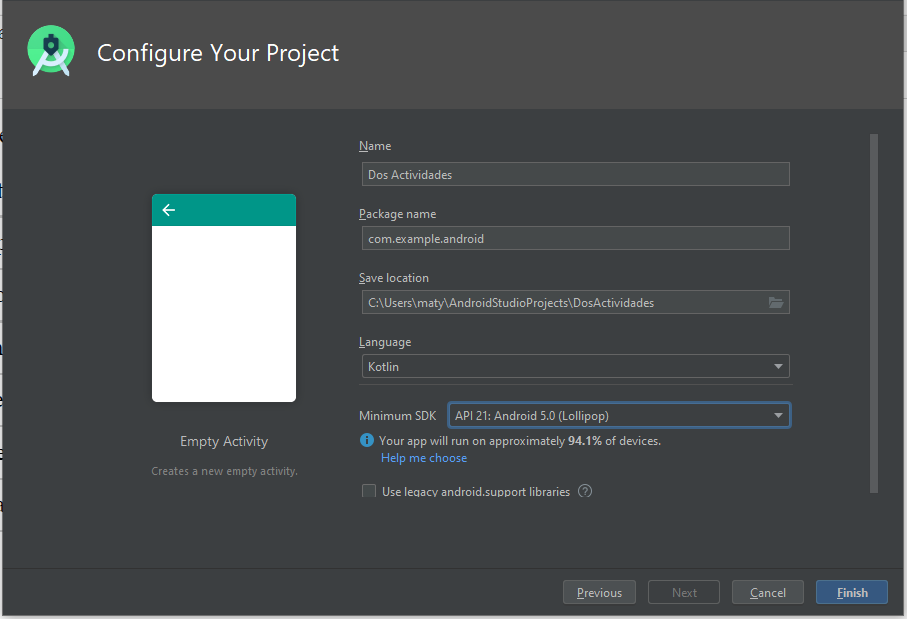 Configure Your Project
Name
Dos Actividades
Package name
com.example.android
Save location
C:\Users\maty\AndroidStudioProjects\DosActividades
Language
Kotlin
Minimum SDK
API 21: Android 5.0 (Lollipop)
i Your app will run on approximately 94.1% of devices.
Help me choose
Use legacy android.support libraries ?
Empty Activity
Creates a new empty activity.
Previous
Next
Cancel
Finish